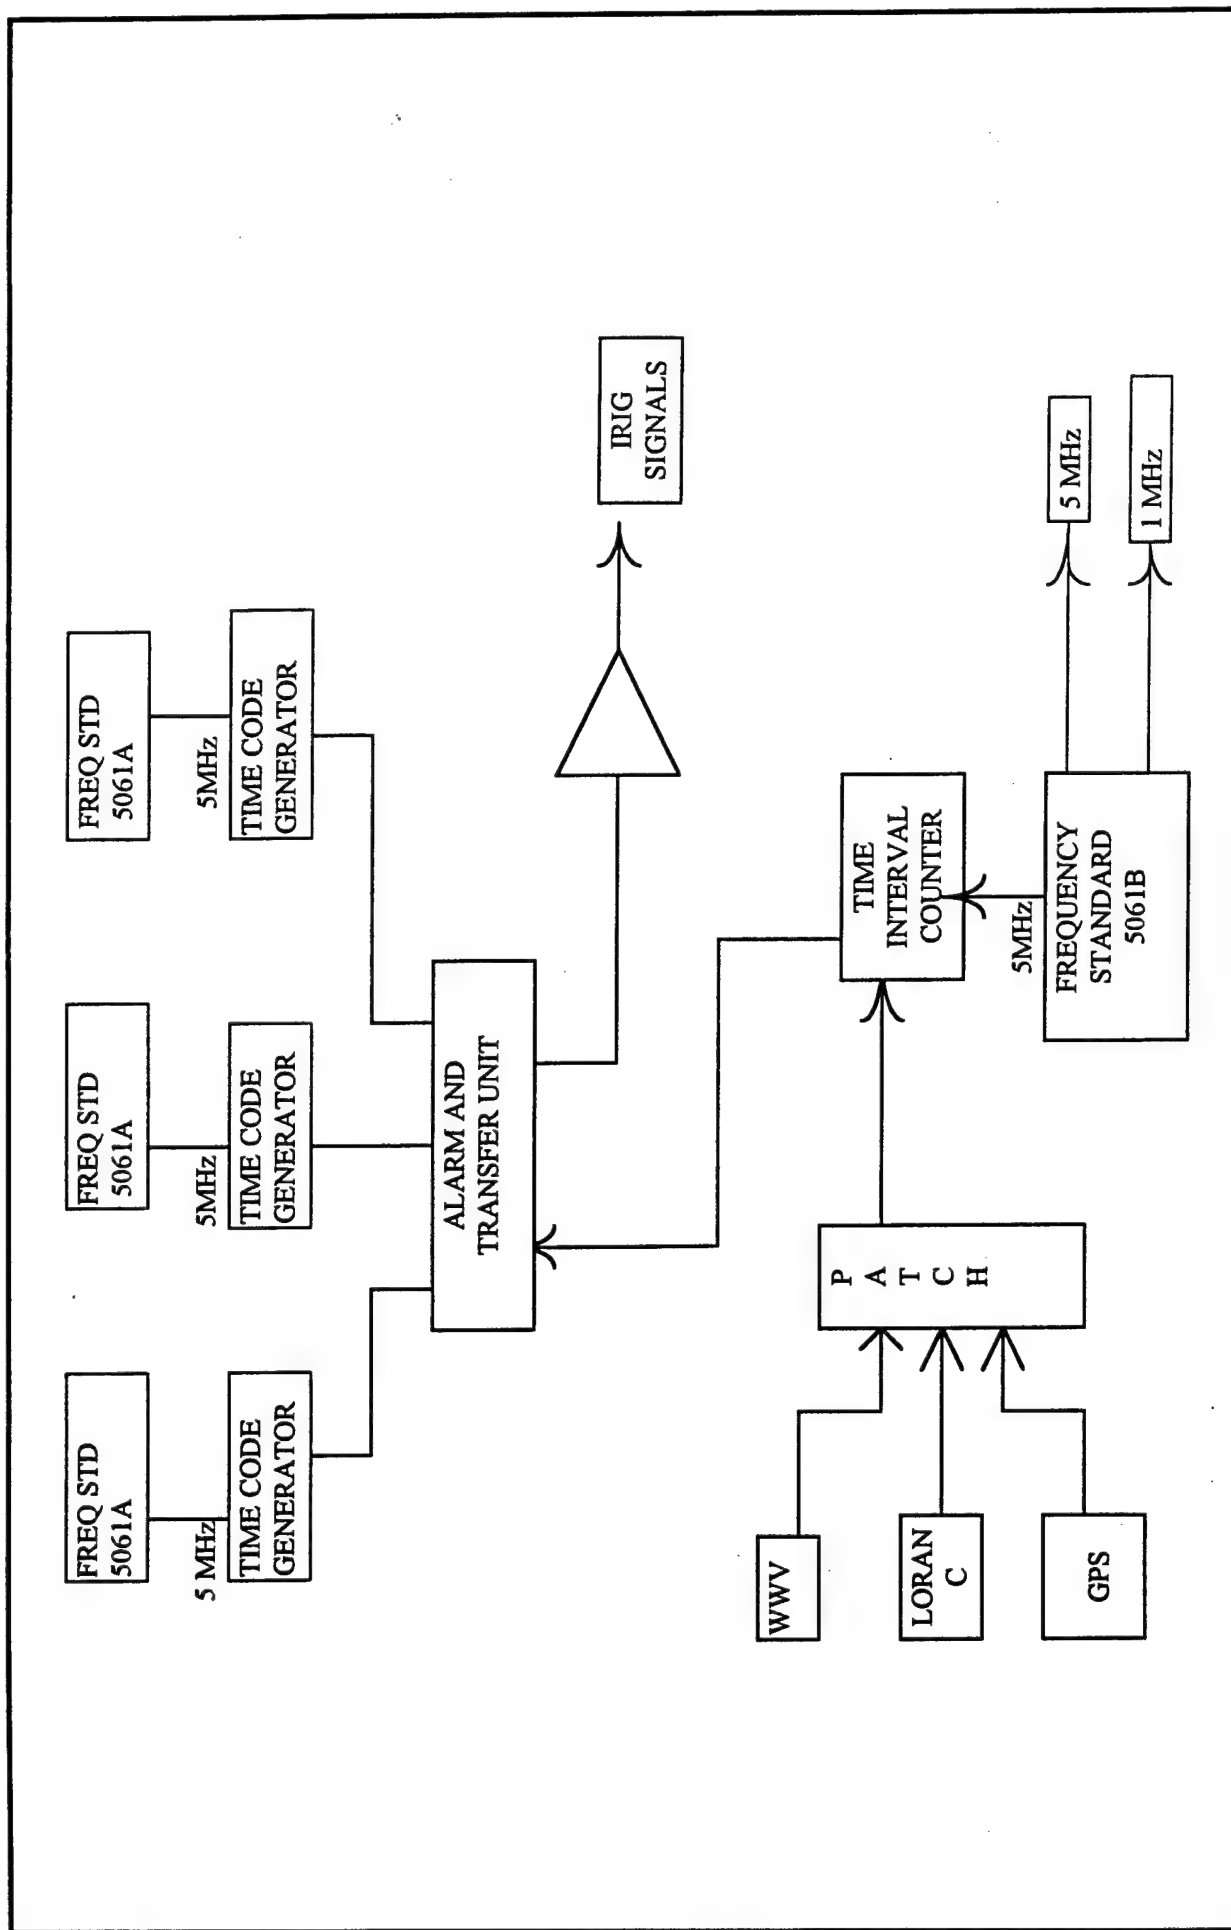 FREQ STD
5061A
FREQ STD
5061A
FREQ STD
5061A
5 MHz
5MHz
5MHz
TIME CODE
GENERATOR
TIME CODE
GENERATOR
TIME CODE
GENERATOR
ALARM AND
TRANSFER UNIT
IRIG
SIGNALS
WWV
LORAN
C
GPS
P
A
T
C
H
TIME
INTERVAL
COUNTER
5MHz
FREQUENCY
STANDARD
5061B
5 MHz
1 MHz